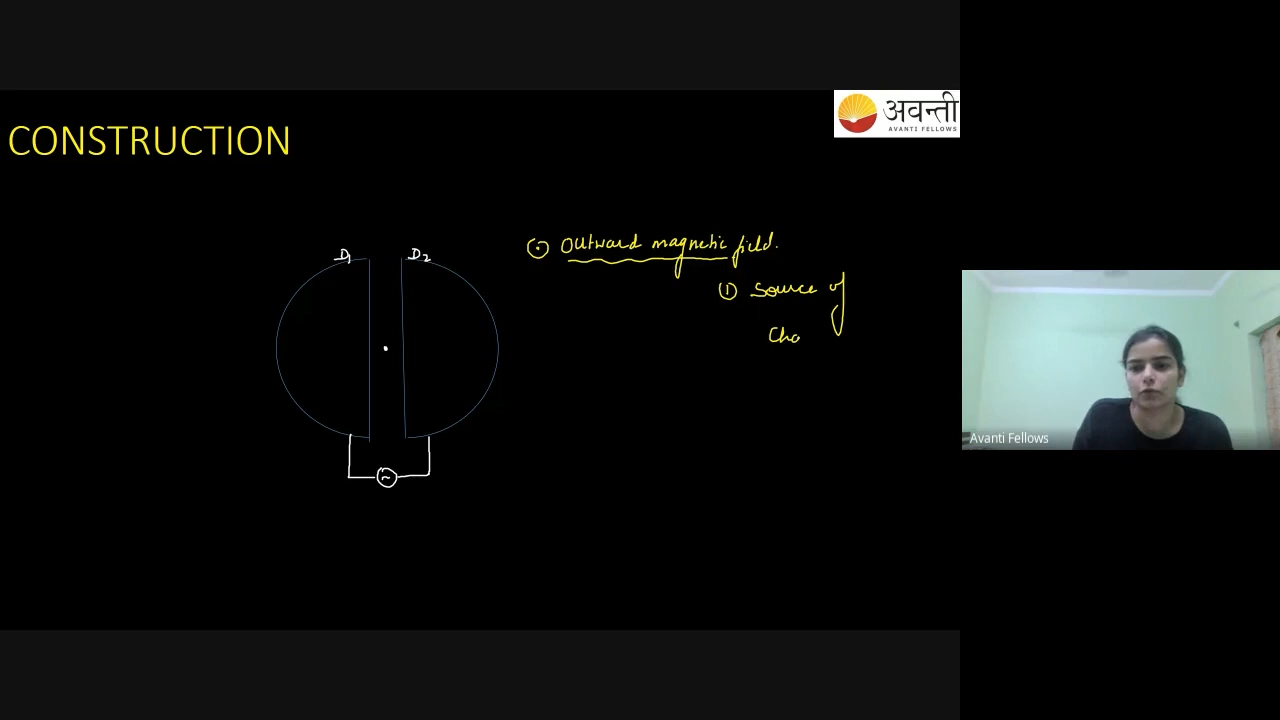 अवन्ती
AVANTI FELLOWS
CONSTRUCTION
D1 D2
⊙ Outward magnetic field.
① Source of
Cha
~
Avanti Fellows